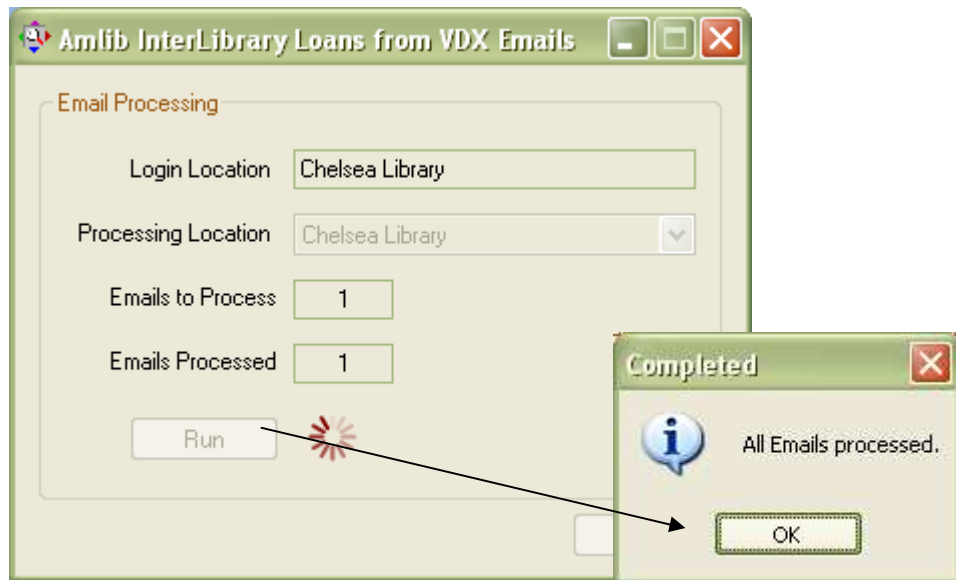 Amlib InterLibrary Loans from VDX Emails
Email Processing
Login Location Chelsea Library
Processing Location Chelsea Library
Emails to Process 1
Emails Processed 1
Run
Completed
All Emails processed.
OK